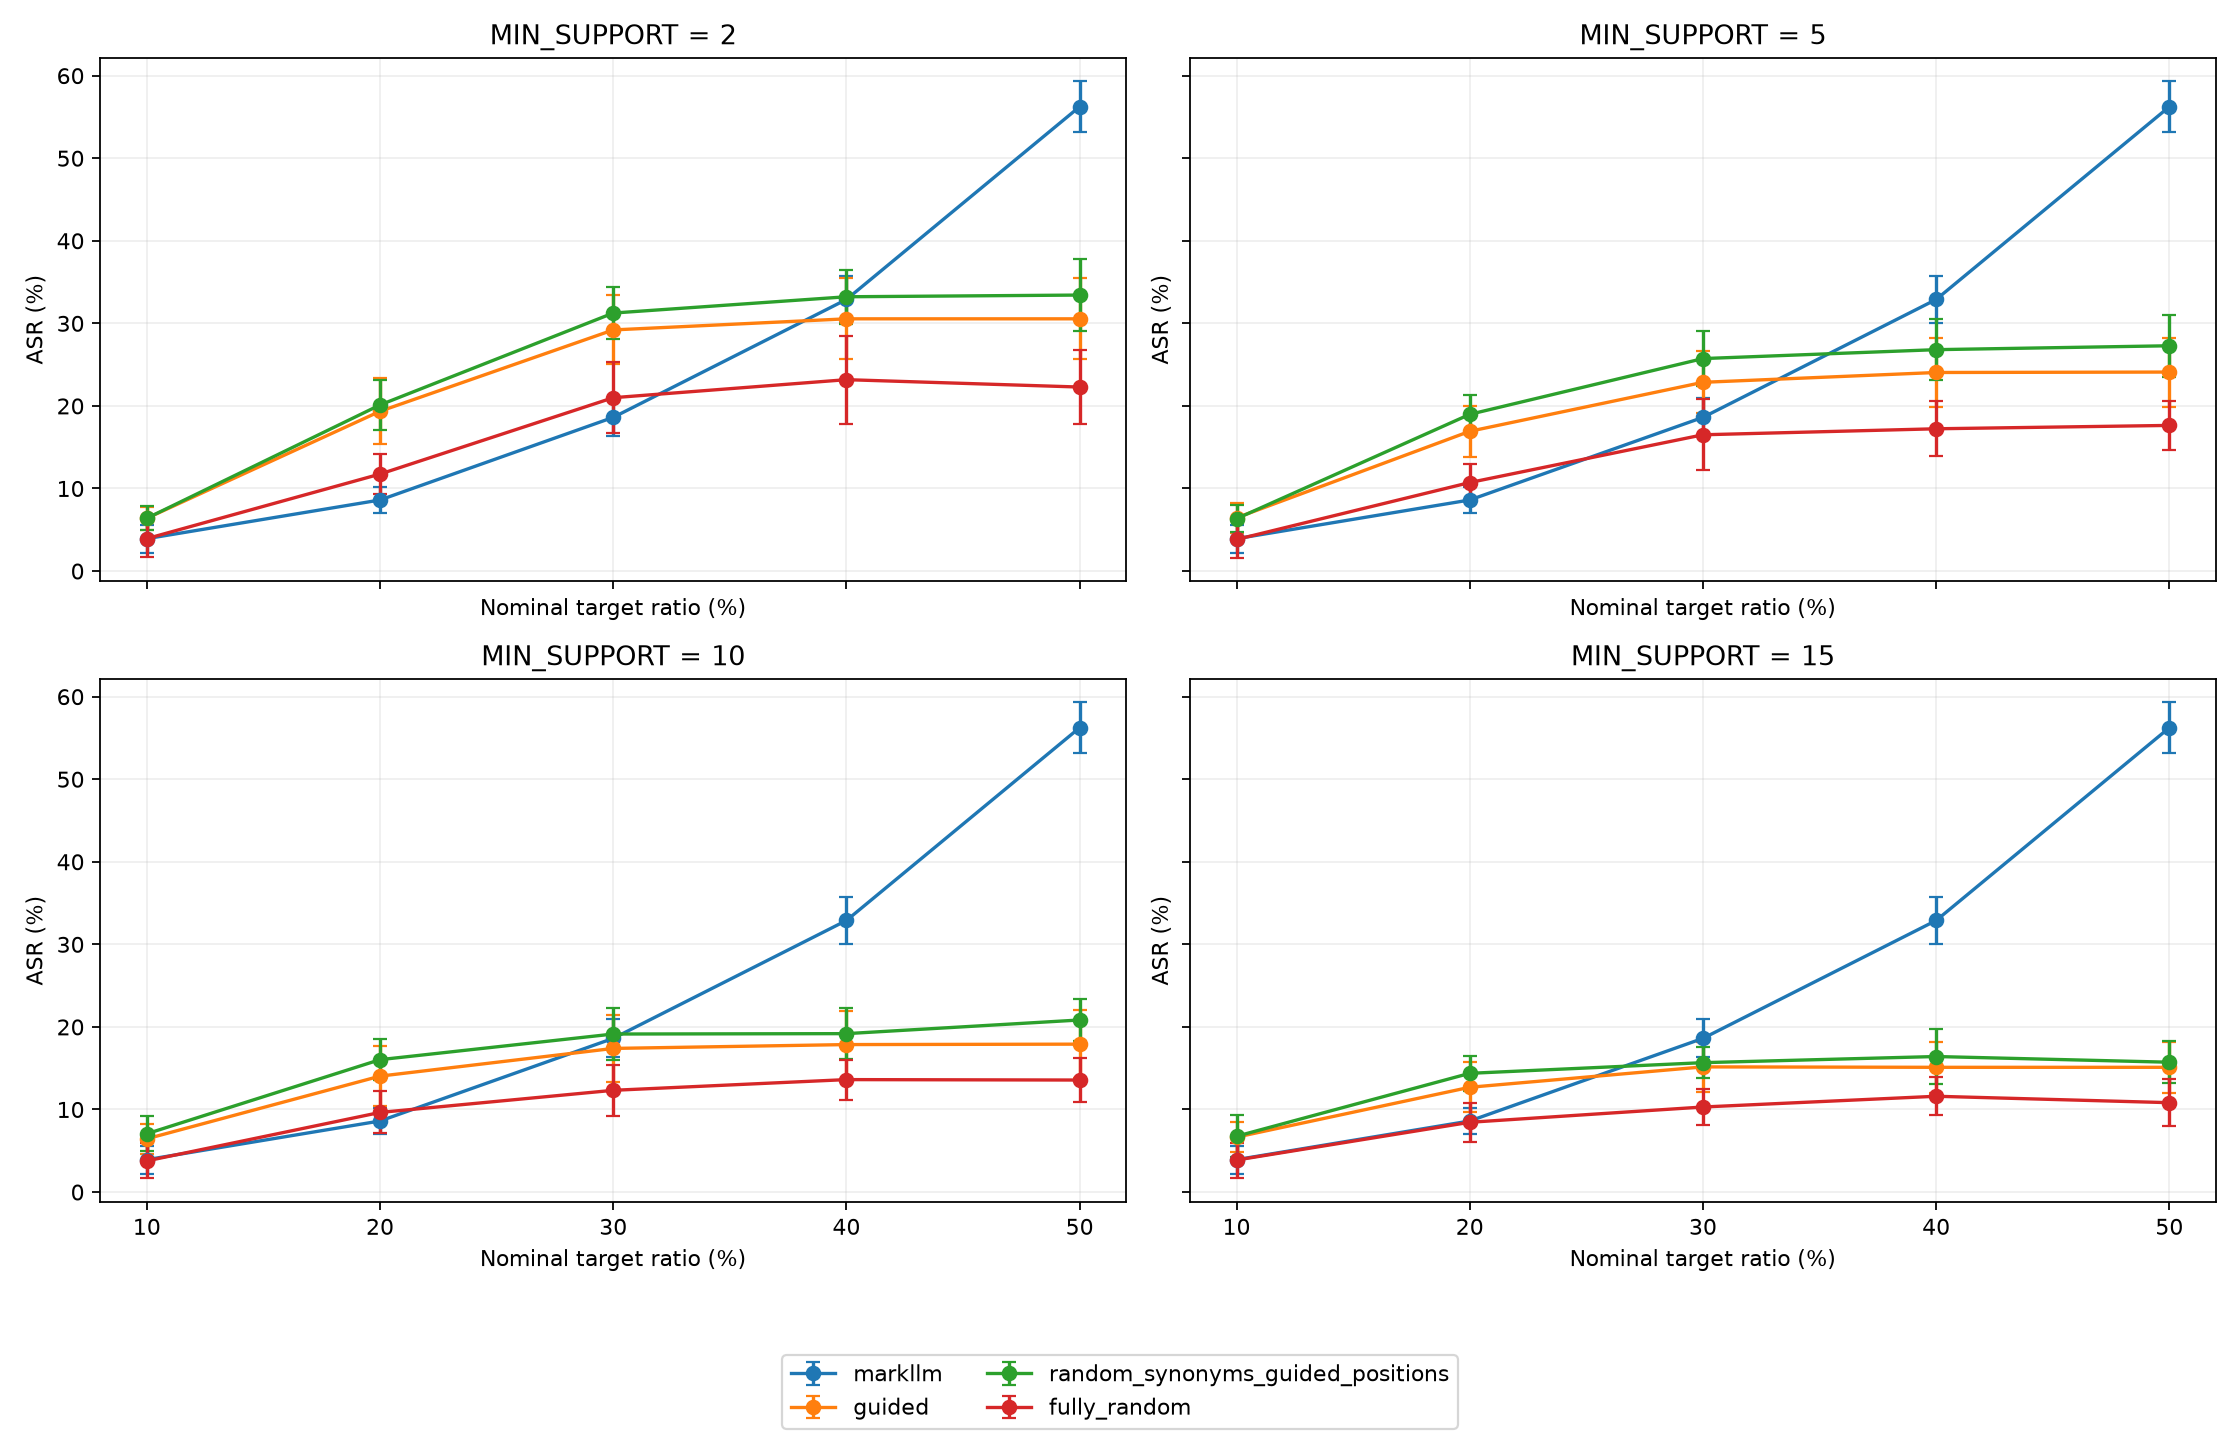 MIN_SUPPORT = 2
60
50
40
30
20
10
0
ASR (%)
Nominal target ratio (%)
MIN_SUPPORT = 5
ASR (%)
Nominal target ratio (%)
MIN_SUPPORT = 10
60
50
40
30
20
10
0
ASR (%)
10 20 30 40 50
Nominal target ratio (%)
MIN_SUPPORT = 15
ASR (%)
10 20 30 40 50
Nominal target ratio (%)
markllm
guided
random_synonyms_guided_positions
fully_random